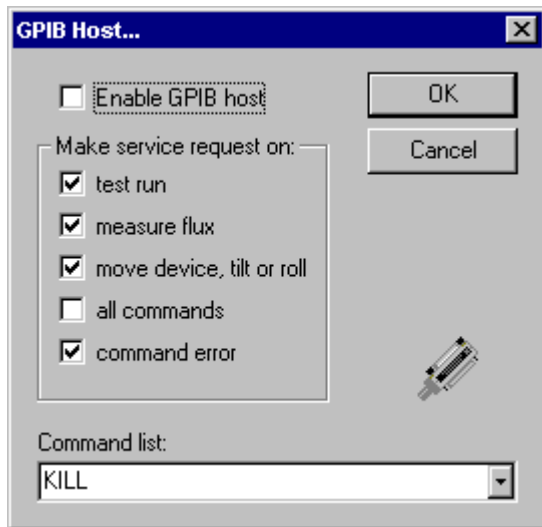 GPIB Host...
Enable GPIB host
OK
Make service request on:
Cancel
test run
measure flux
move device, tilt or roll
all commands
command error
Command list:
KILL